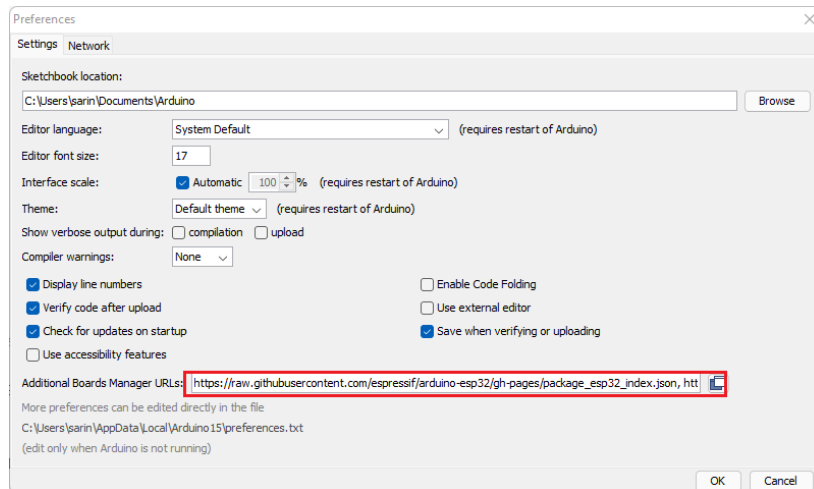 Preferences
Settings Network
Sketchbook location:
C:\Users\sarin\Documents\Arduino Browse
Editor language: System Default (requires restart of Arduino)
Editor font size: 17
Interface scale: Automatic 100 % (requires restart of Arduino)
Theme: Default theme (requires restart of Arduino)
Show verbose output during: compilation upload
Compiler warnings: None
Display line numbers Enable Code Folding
Verify code after upload Use external editor
Check for updates on startup Save when verifying or uploading
Use accessibility features
Additional Boards Manager URLs: https://raw.githubusercontent.com/espressif/arduino-esp32/gh-pages/package_esp32_index.json, htt
More preferences can be edited directly in the file
C:\Users\sarin\AppData\Local\Arduino15\preferences.txt
(edit only when Arduino is not running)
OK Cancel